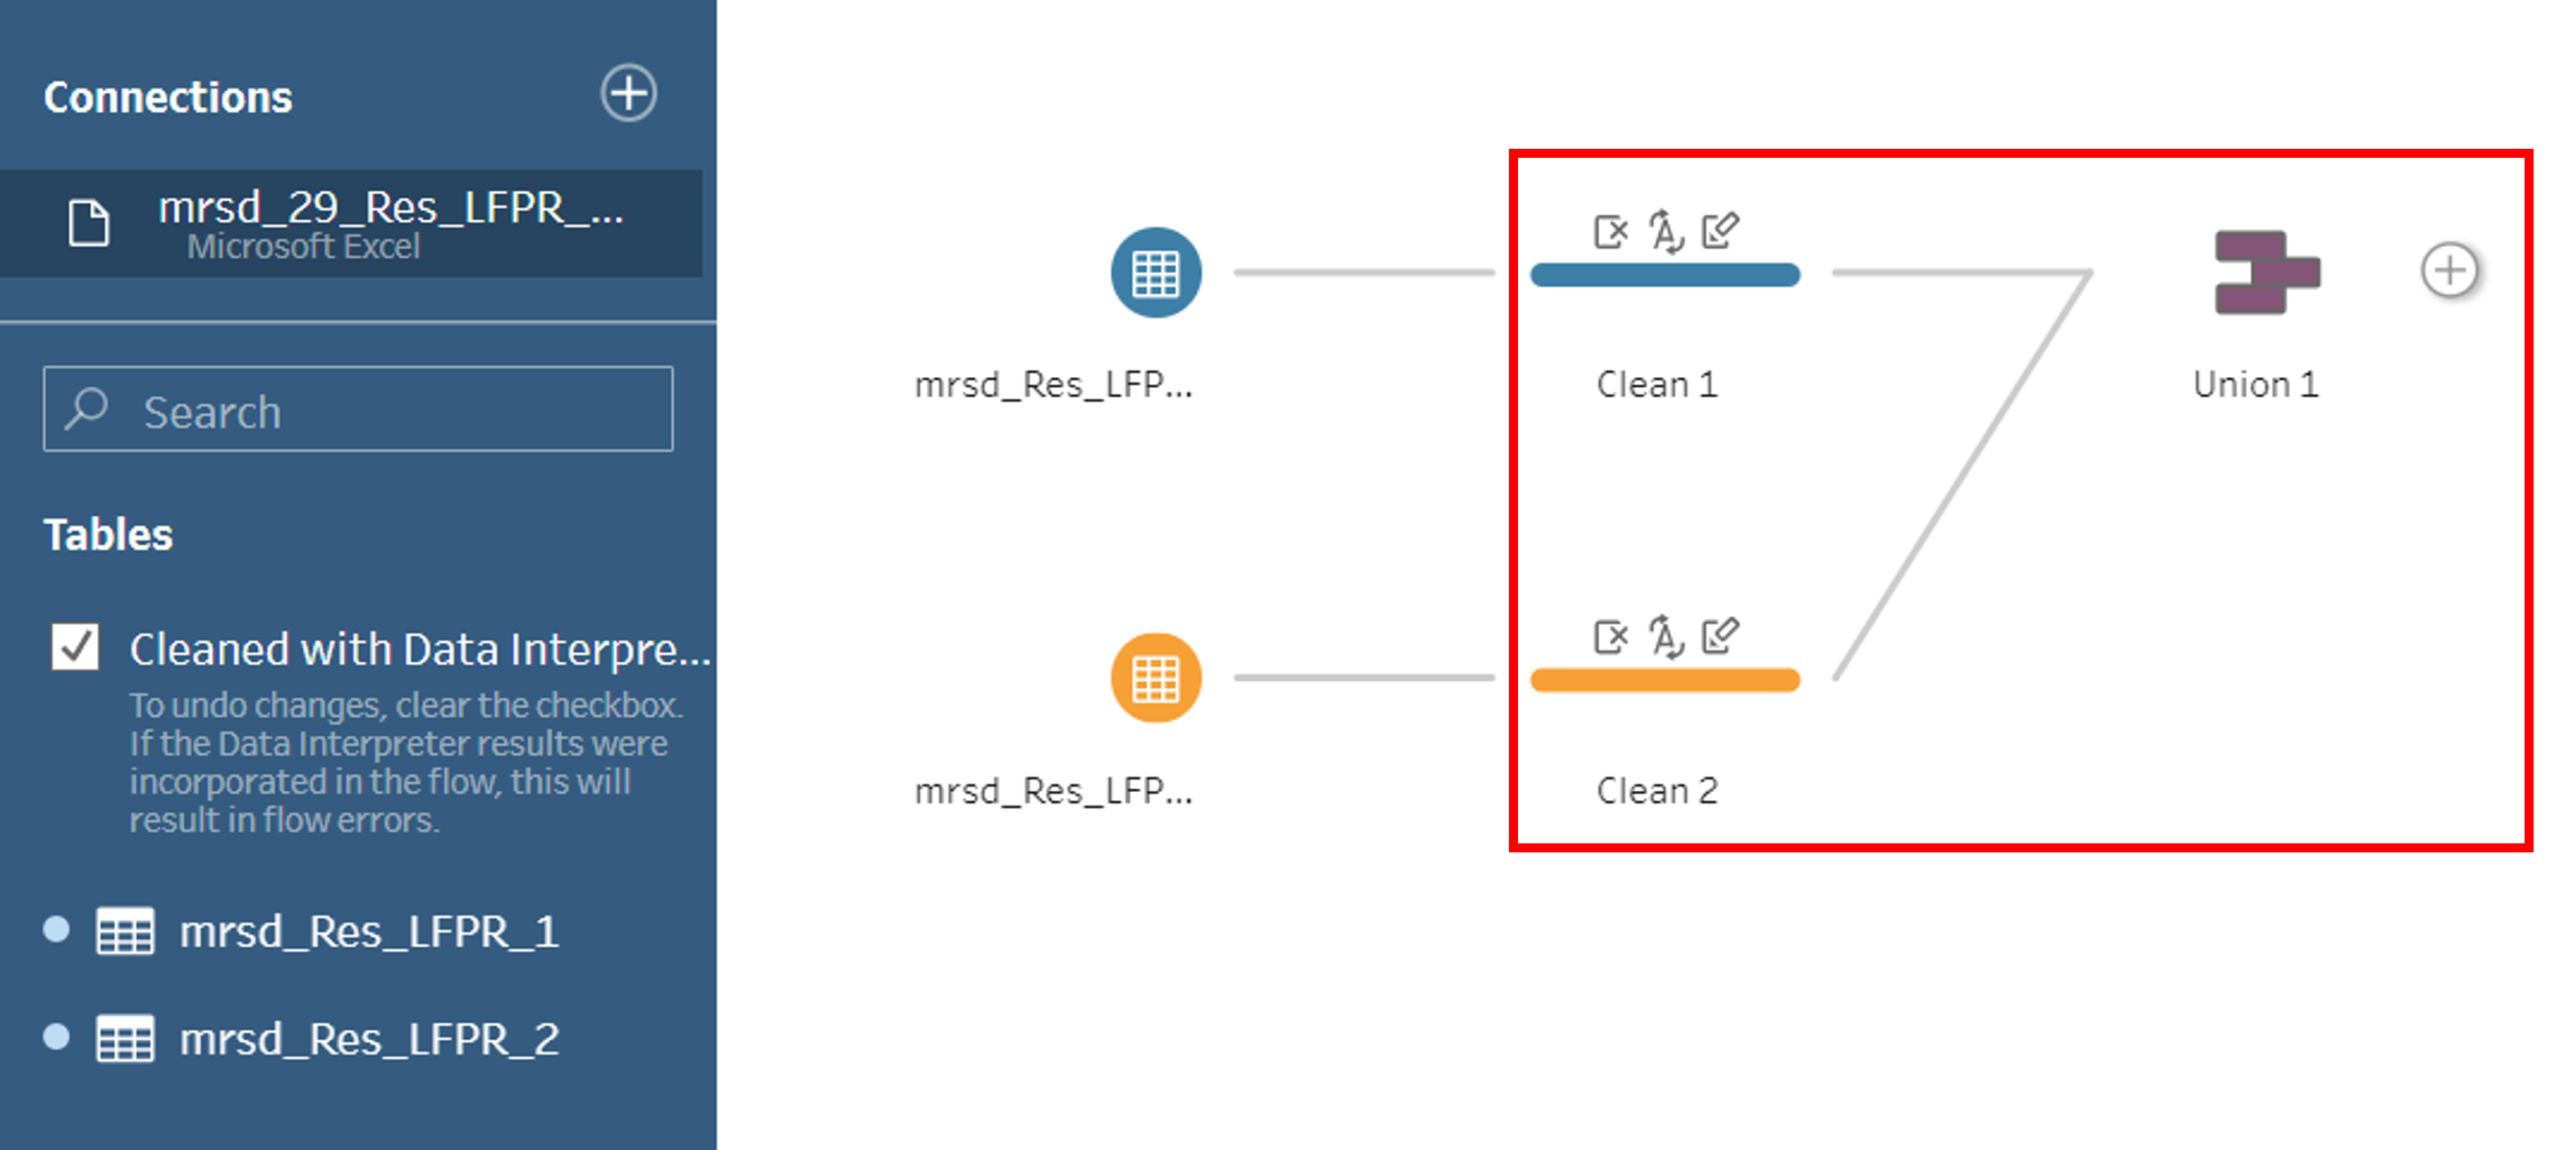 Connections
mrsd_29_Res_LFPR_...
Microsoft Excel
Search
Tables
Cleaned with Data Interpre...
To undo changes, clear the checkbox.
If the Data Interpreter results were
incorporated in the flow, this will
result in flow errors.
mrsd_Res_LFPR_1
mrsd_Res_LFPR_2
mrsd_Res_LFP...
Clean 1
Union 1
mrsd_Res_LFP...
Clean 2